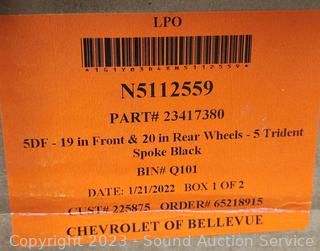 LPO
*1G1YA3D4XN5112559*
N5112559
PART# 23417380
5DF - 19 in Front & 20 in Rear Wheels - 5 Trident
Spoke Black
BIN# Q101
DATE: 1/21/2022 BOX 1 OF 2
CUST# 225875 ORDER# 65218915
CHEVROLET OF BELLEVUE
Copyright 2023 - Sound Auction Service